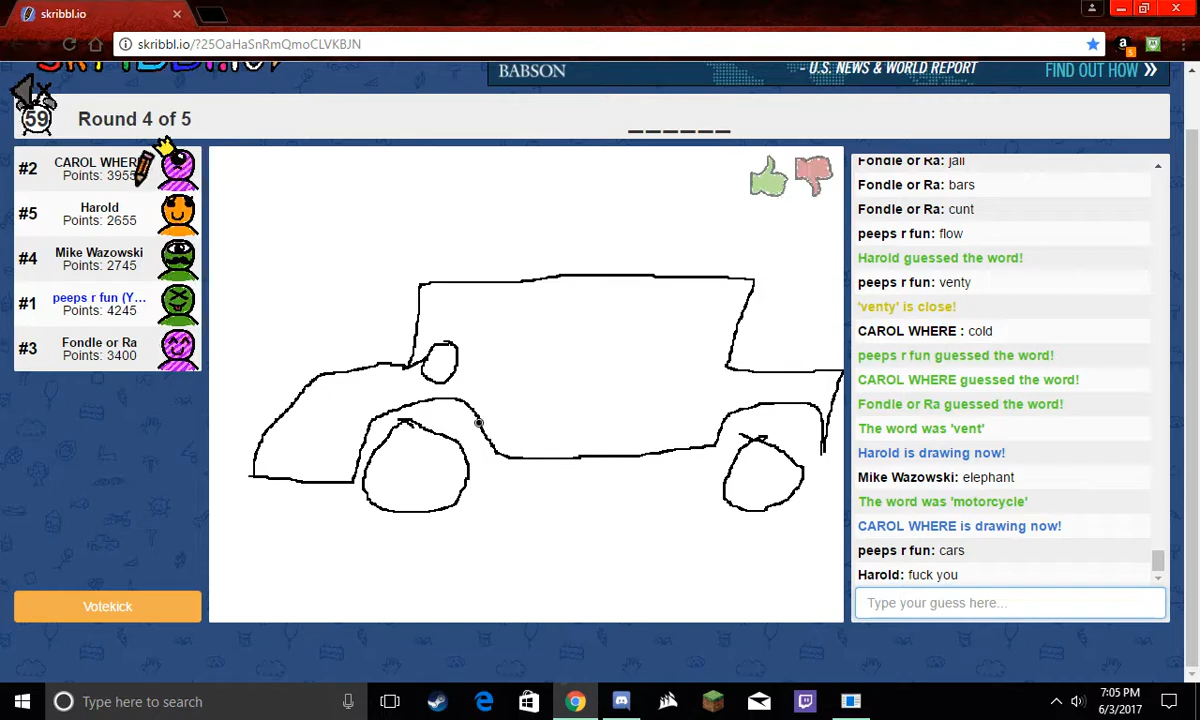 skribbl.io
skribbl.io/?25OaHaSnRmQmoCLVKBJN
BABSON
- U.S. NEWS & WORLD REPORT
FIND OUT HOW
59
Round 4 of 5
______
#2
CAROL WHER
Points: 3955
#5
Harold
Points: 2655
#4
Mike Wazowski
Points: 2745
#1
peeps r fun (Y...
Points: 4245
#3
Fondle or Ra
Points: 3400
Votekick
Fondle or Ra: jail
Fondle or Ra: bars
Fondle or Ra: cunt
peeps r fun: flow
Harold guessed the word!
peeps r fun: venty
'venty' is close!
CAROL WHERE : cold
peeps r fun guessed the word!
CAROL WHERE guessed the word!
Fondle or Ra guessed the word!
The word was 'vent'
Harold is drawing now!
Mike Wazowski: elephant
The word was 'motorcycle'
CAROL WHERE is drawing now!
peeps r fun: cars
Harold: fuck you
Type your guess here...
Type here to search
7:05 PM
6/3/2017